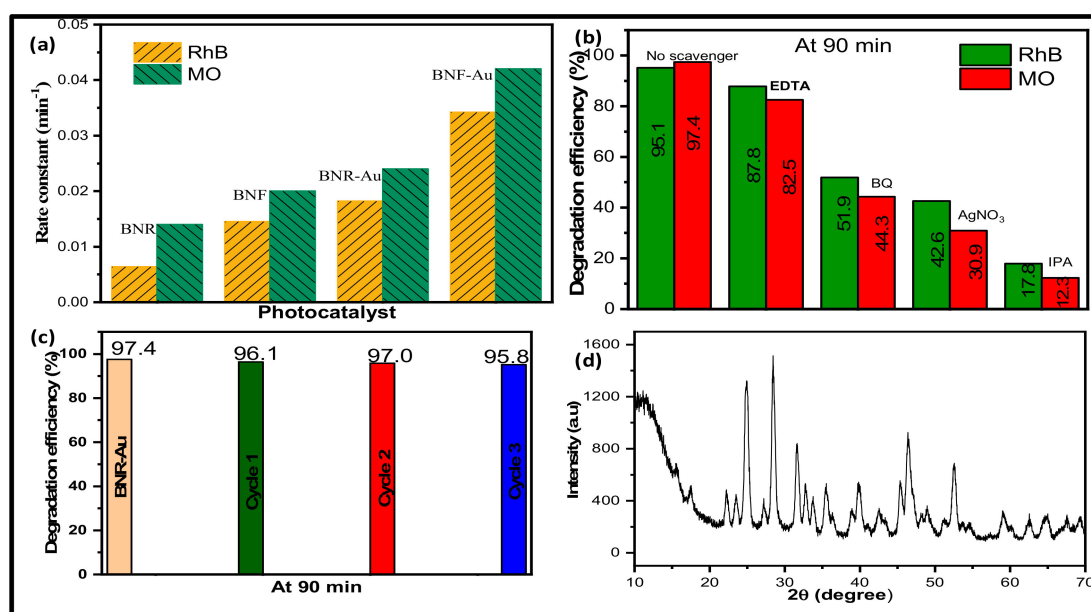 (a)
0.05
0.04
0.03
0.02
0.01
0.00
Rate constant (min⁻¹)
RhB
MO
BNR
BNF
BNR-Au
BNF-Au
Photocatalyst
(b)
At 90 min
100
80
60
40
20
0
Degradation efficiency (%)
RhB
MO
No scavenger
EDTA
BQ
AgNO₃
IPA
95.1
97.4
87.8
82.5
51.9
44.3
42.6
30.9
17.8
12.3
(c)
100
80
60
40
20
0
Degradation efficiency (%)
97.4
96.1
97.0
95.8
BNR-Au
Cycle 1
Cycle 2
Cycle 3
At 90 min
(d)
1600
1200
800
400
0
Intensity (a.u)
10 20 30 40 50 60 70
2θ (degree)